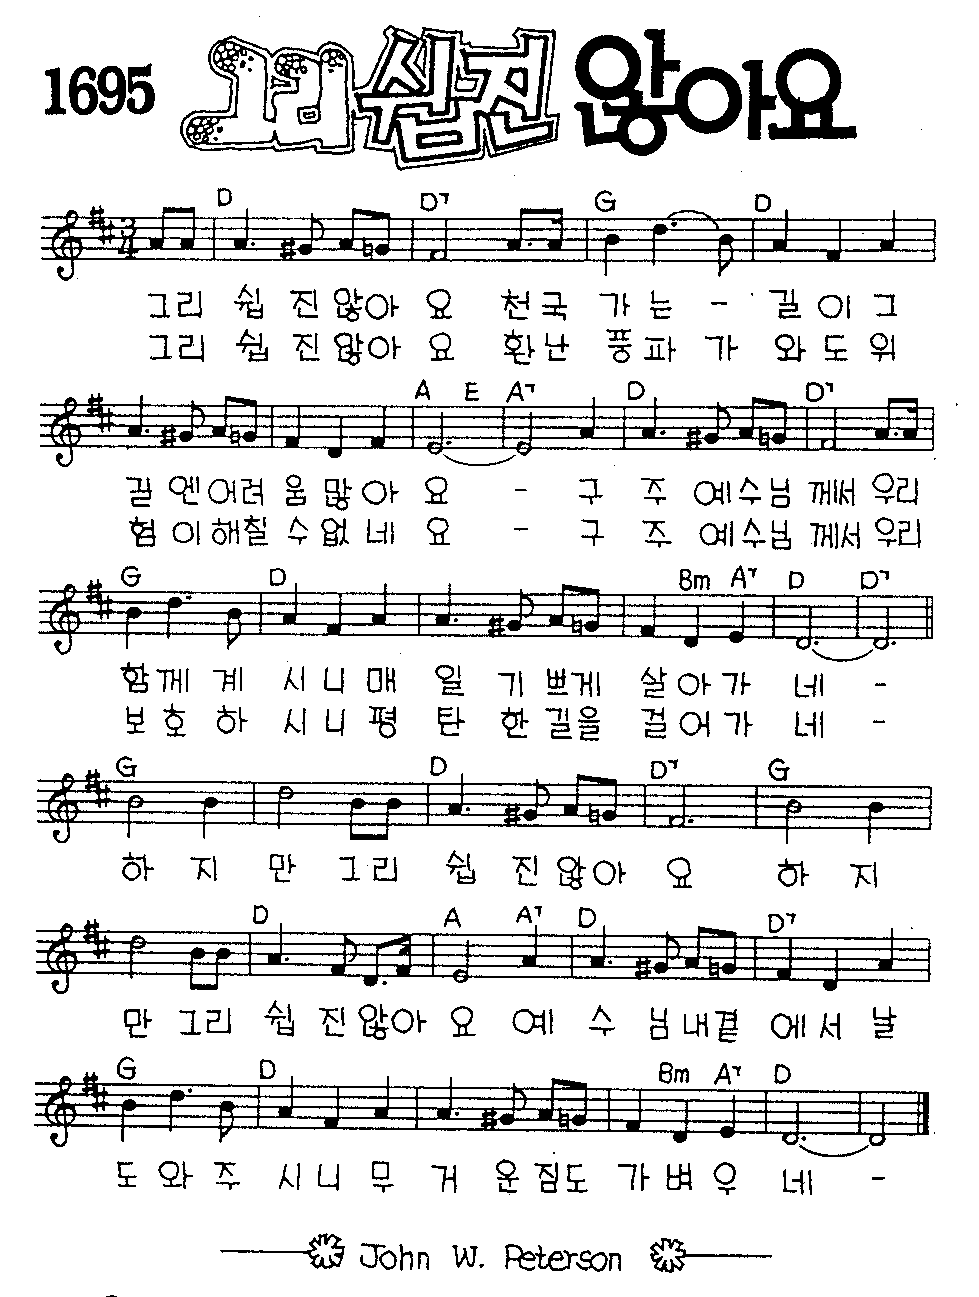 1695 그리 쉽진 않아요
D D7 G D
그리 쉽 진않아 요 천국 가는 - 길이그
그리 쉽 진않아 요 환난 풍파 가 와도위
A E A7 D D7
길 엔어려 움많아 요 - 구 주 예수님 께서 우리
험 이해칠 수없네 요 - 구 주 예수님 께서 우리
G D Bm A7 D D7
함께 계 시니매 일 기쁘게 살아가 네 -
보호 하 시니평 탄 한길을 걸어가 네 -
G D D7 G
하 지 만 그리 쉽 진않아 요 하 지
D A A7 D D7
만 그리 쉽 진않아 요 예 수 님내곁 에서 날
G D Bm A7 D
도와 주 시니무 거 운짐도 가벼우 네 -
John W. Peterson